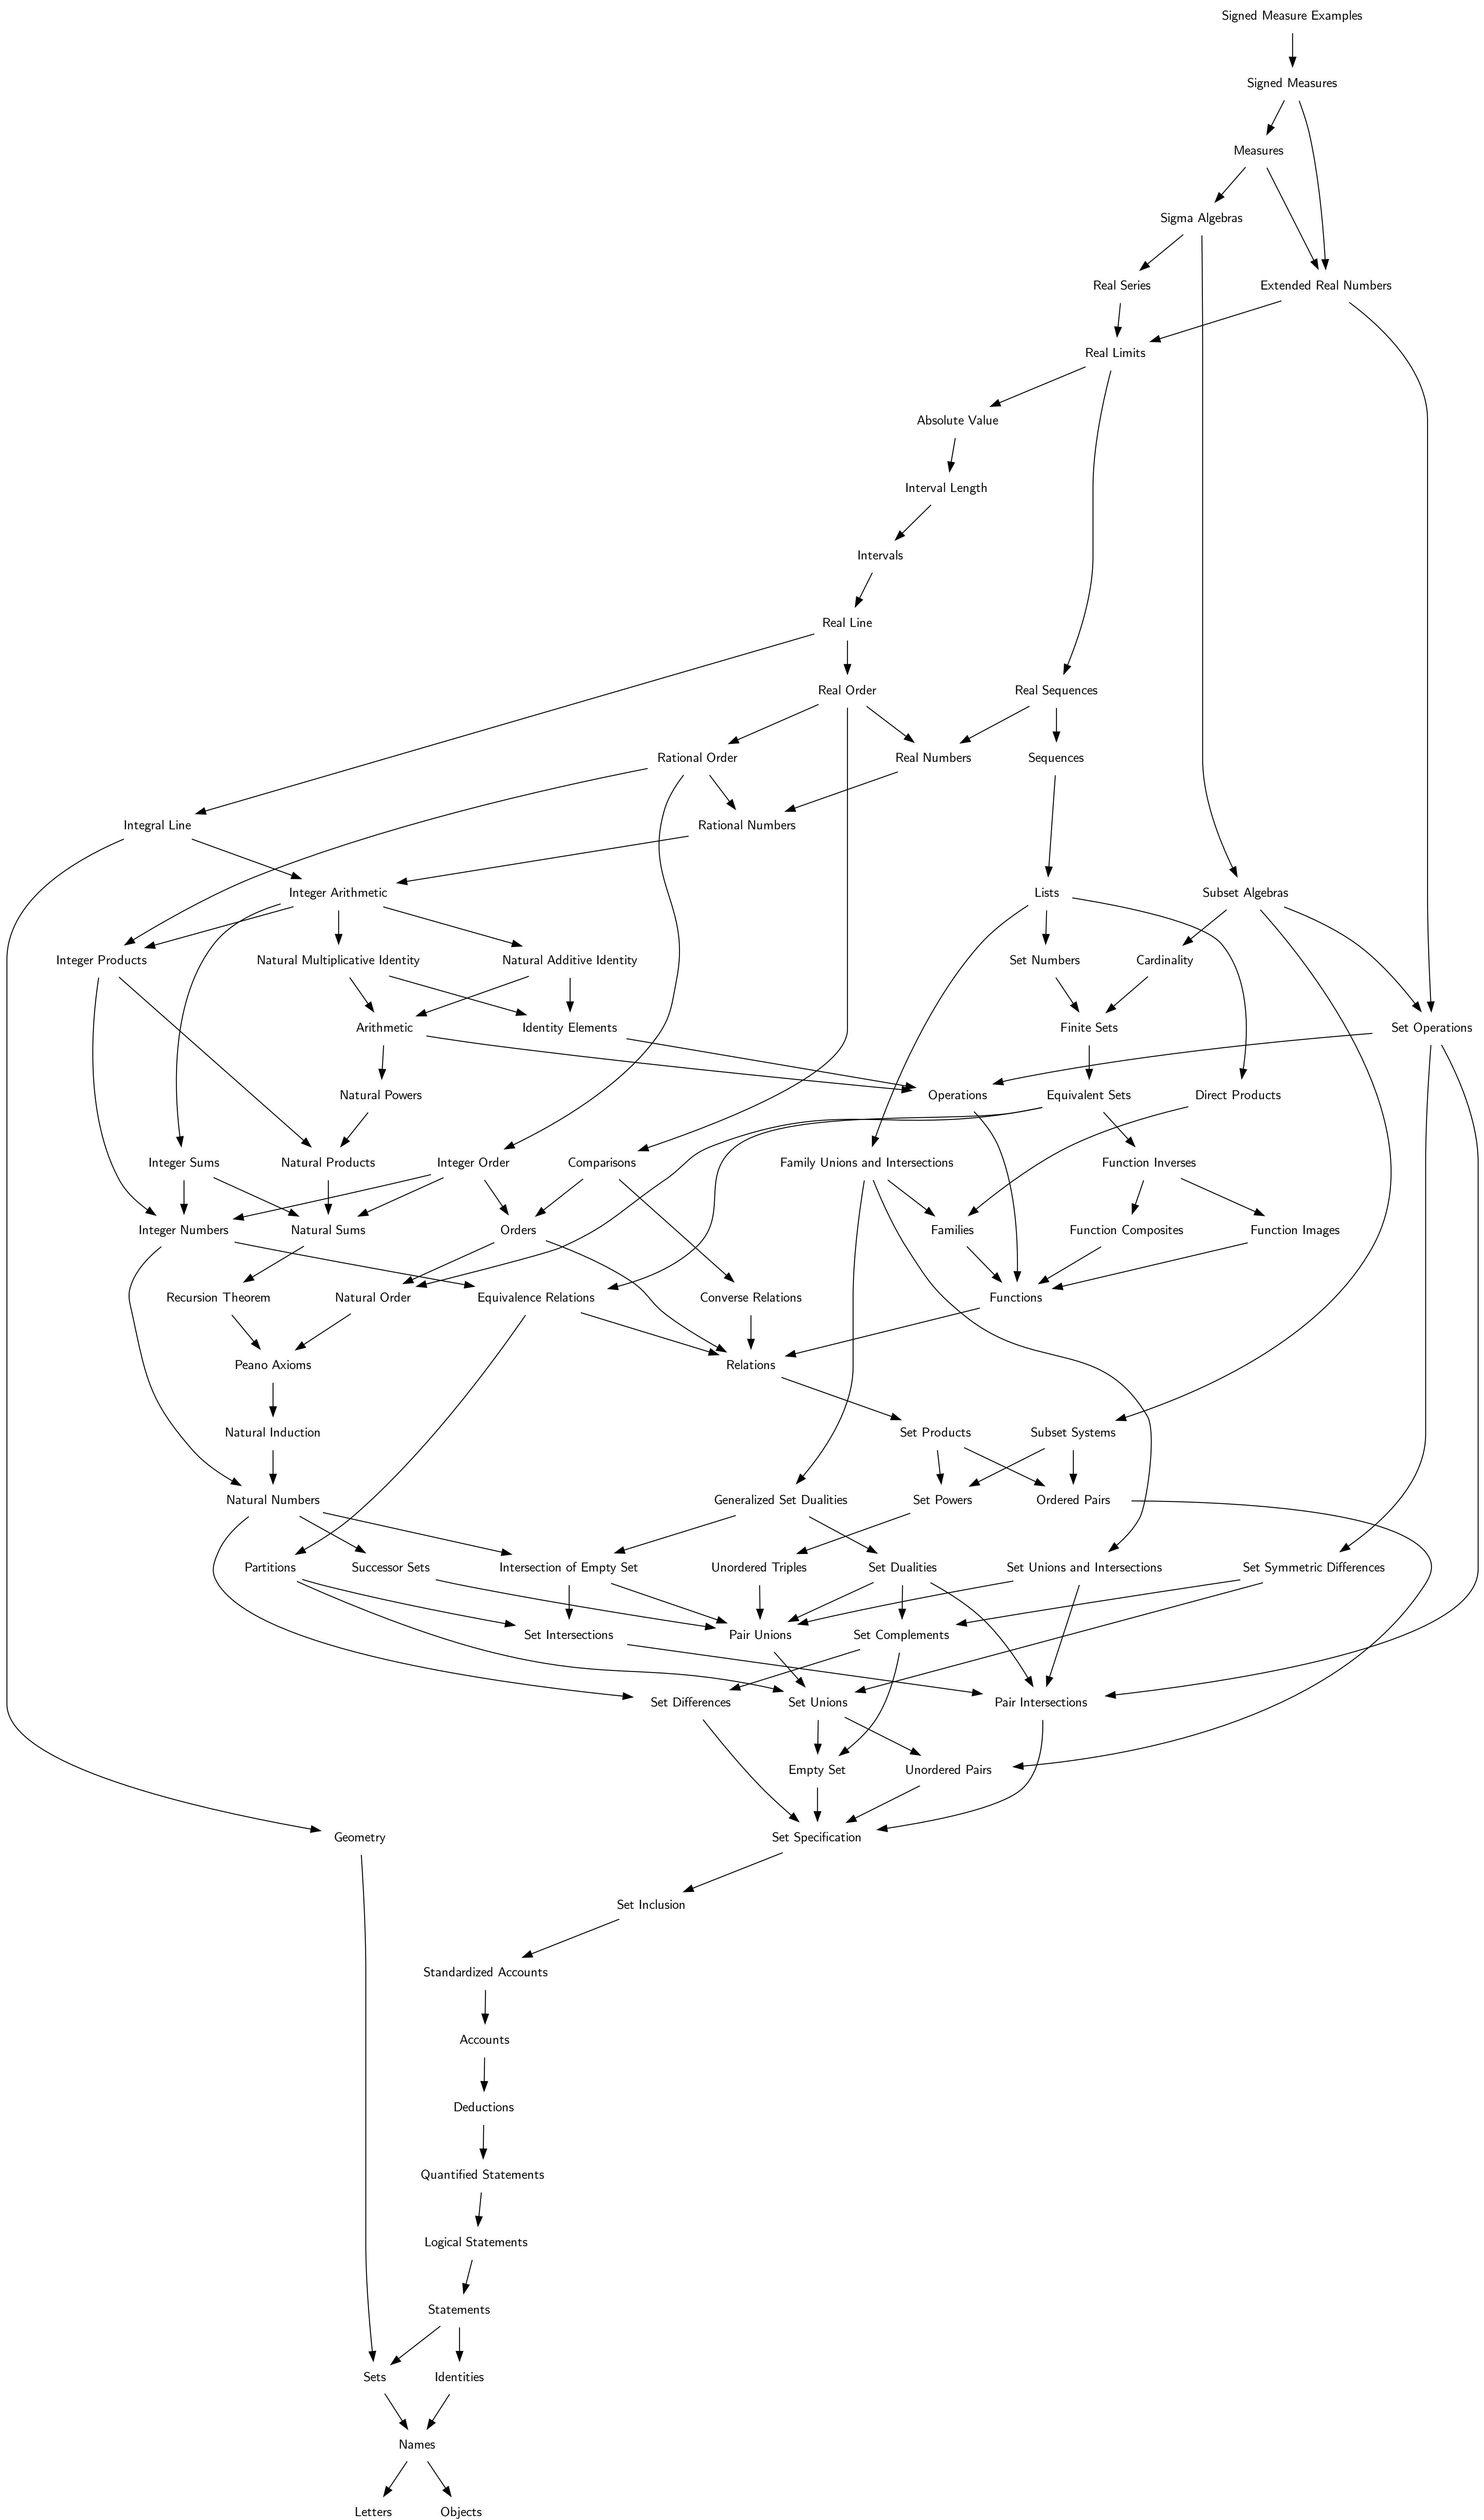 Signed Measure Examples
Signed Measures
Measures
Sigma Algebras
Real Series
Extended Real Numbers
Real Limits
Absolute Value
Interval Length
Intervals
Real Line
Real Order
Real Sequences
Rational Order
Real Numbers
Sequences
Integral Line
Rational Numbers
Integer Arithmetic
Lists
Subset Algebras
Integer Products
Natural Multiplicative Identity
Natural Additive Identity
Set Numbers
Cardinality
Arithmetic
Identity Elements
Finite Sets
Set Operations
Natural Powers
Operations
Equivalent Sets
Direct Products
Integer Sums
Natural Products
Integer Order
Comparisons
Family Unions and Intersections
Function Inverses
Integer Numbers
Natural Sums
Orders
Families
Function Composites
Function Images
Recursion Theorem
Natural Order
Equivalence Relations
Converse Relations
Functions
Peano Axioms
Relations
Natural Induction
Set Products
Subset Systems
Natural Numbers
Generalized Set Dualities
Set Powers
Ordered Pairs
Partitions
Successor Sets
Intersection of Empty Set
Unordered Triples
Set Dualities
Set Unions and Intersections
Set Symmetric Differences
Set Intersections
Pair Unions
Set Complements
Set Differences
Set Unions
Pair Intersections
Empty Set
Unordered Pairs
Geometry
Set Specification
Set Inclusion
Standardized Accounts
Accounts
Deductions
Quantified Statements
Logical Statements
Statements
Sets
Identities
Names
Letters
Objects